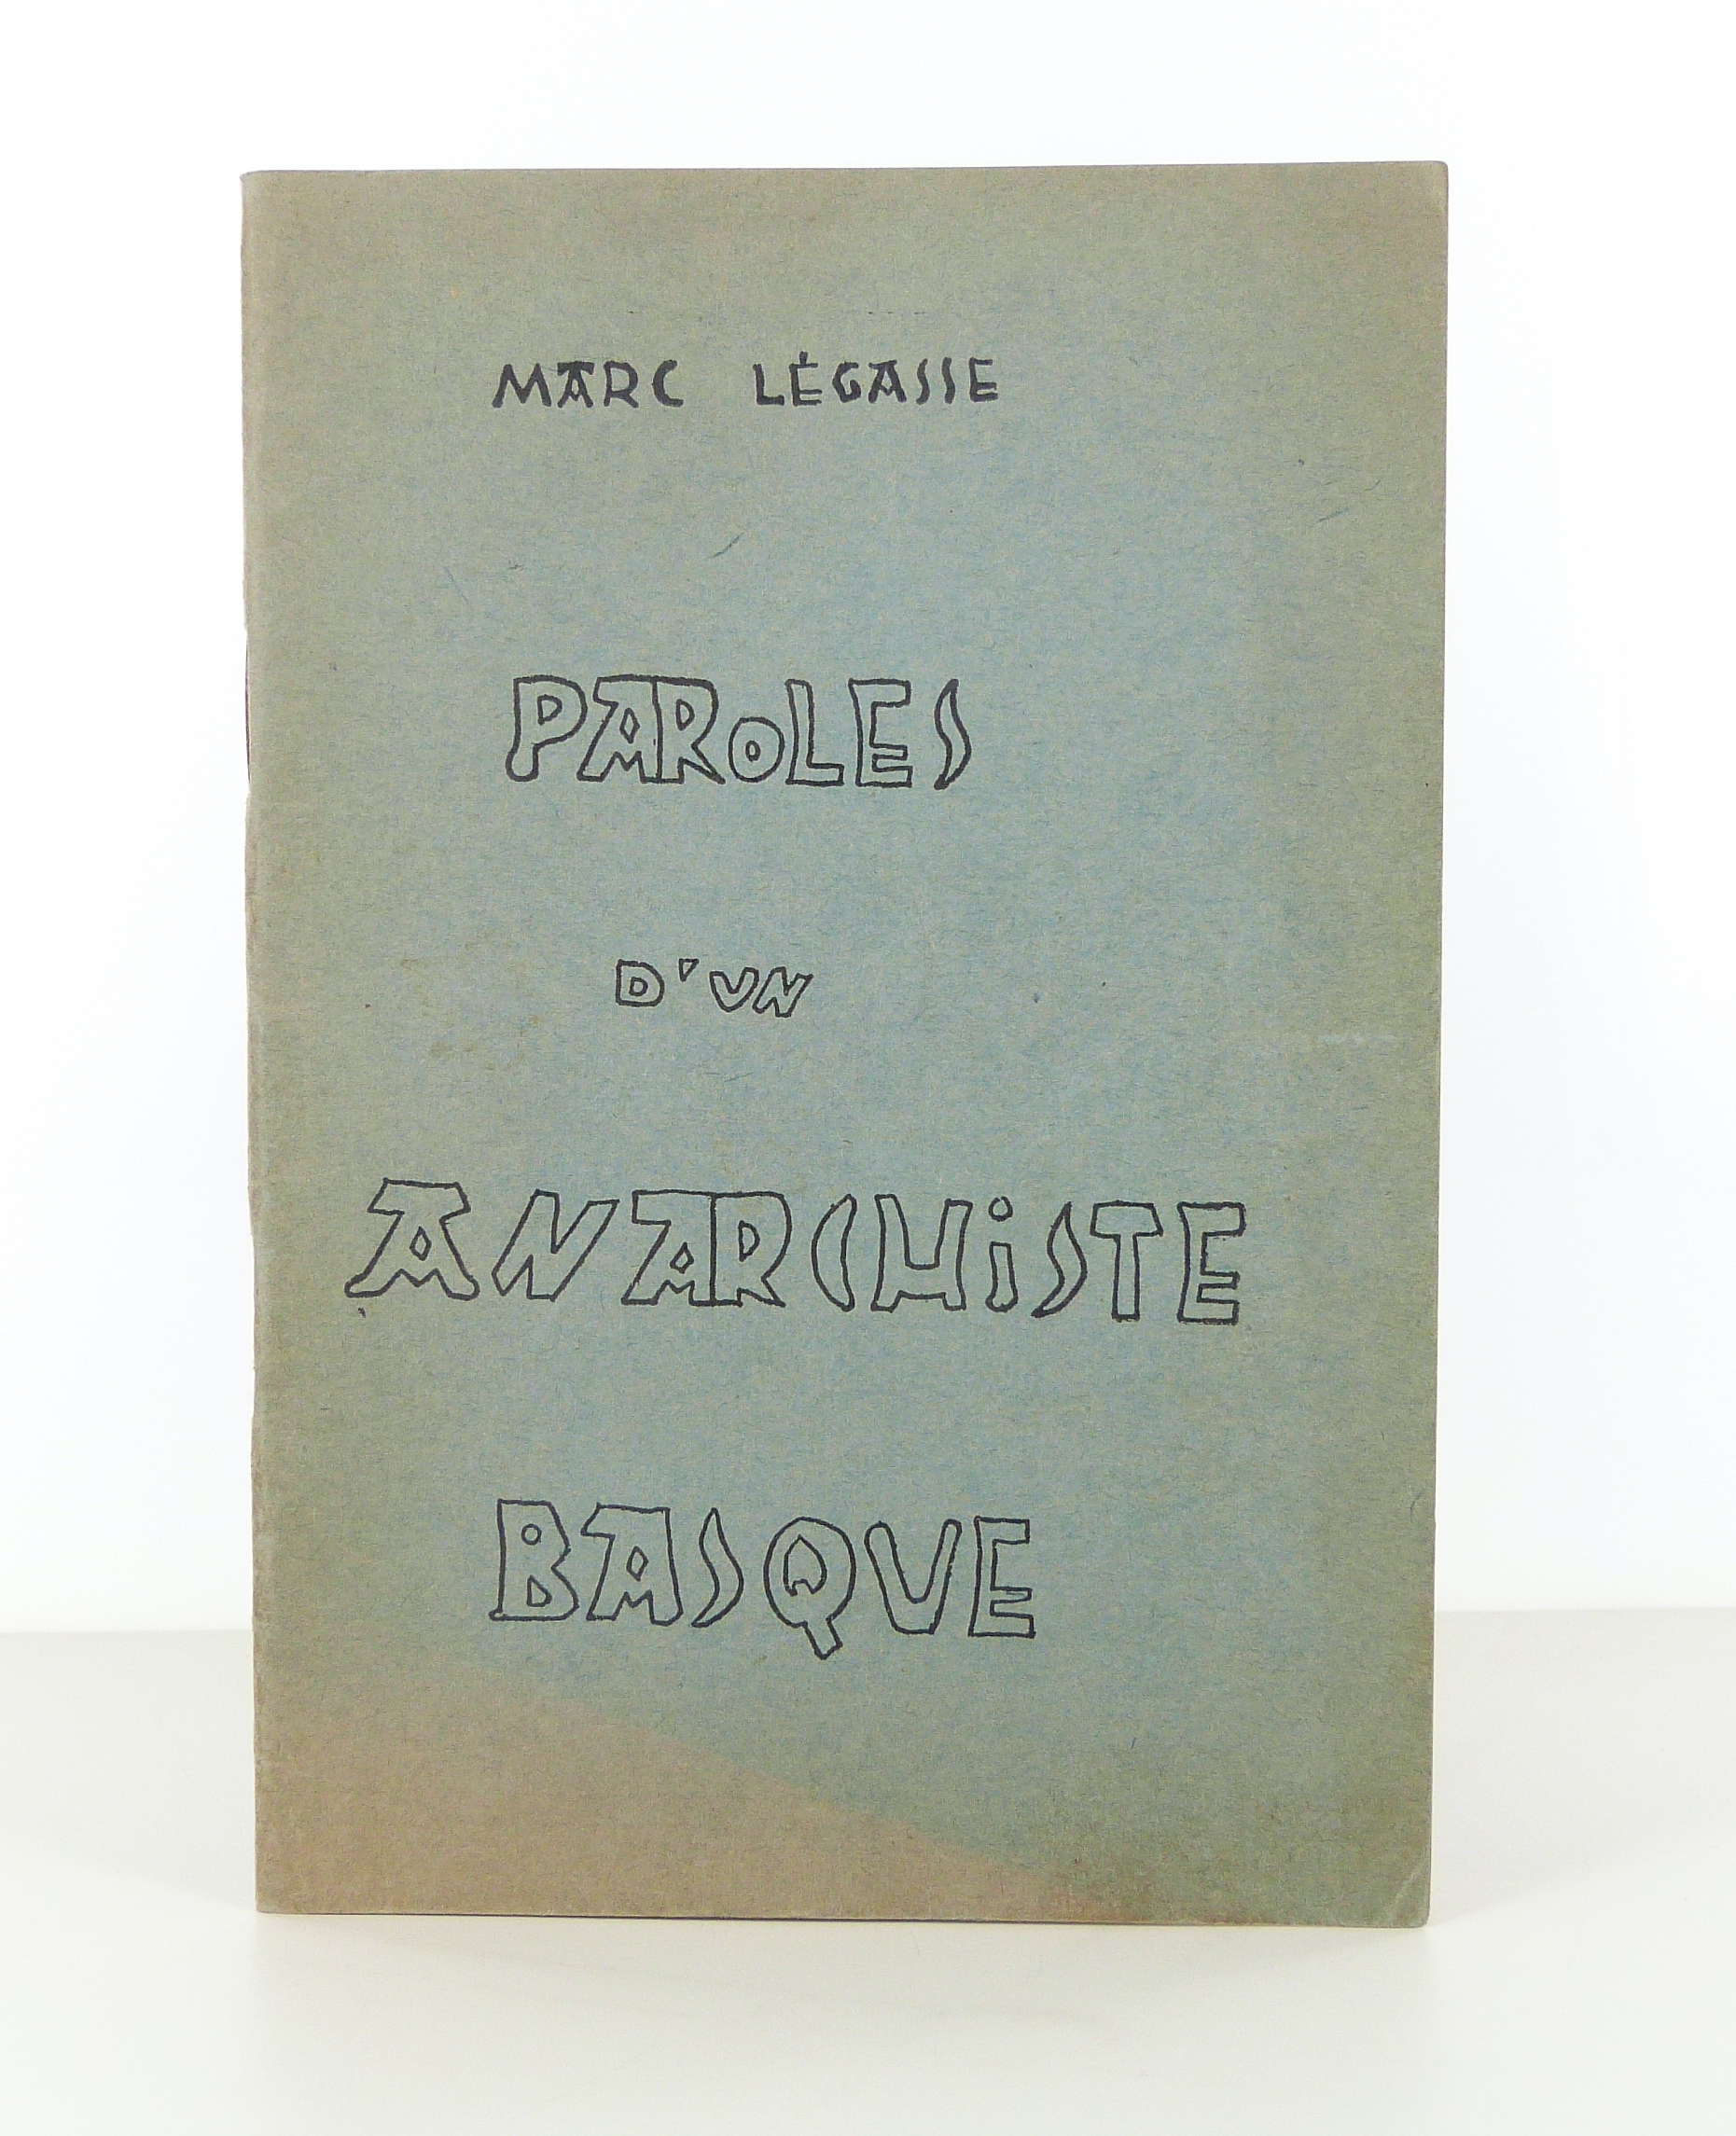 MARC LÉGASSE
PAROLES
D'UN
ANARCHISTE
BASQUE